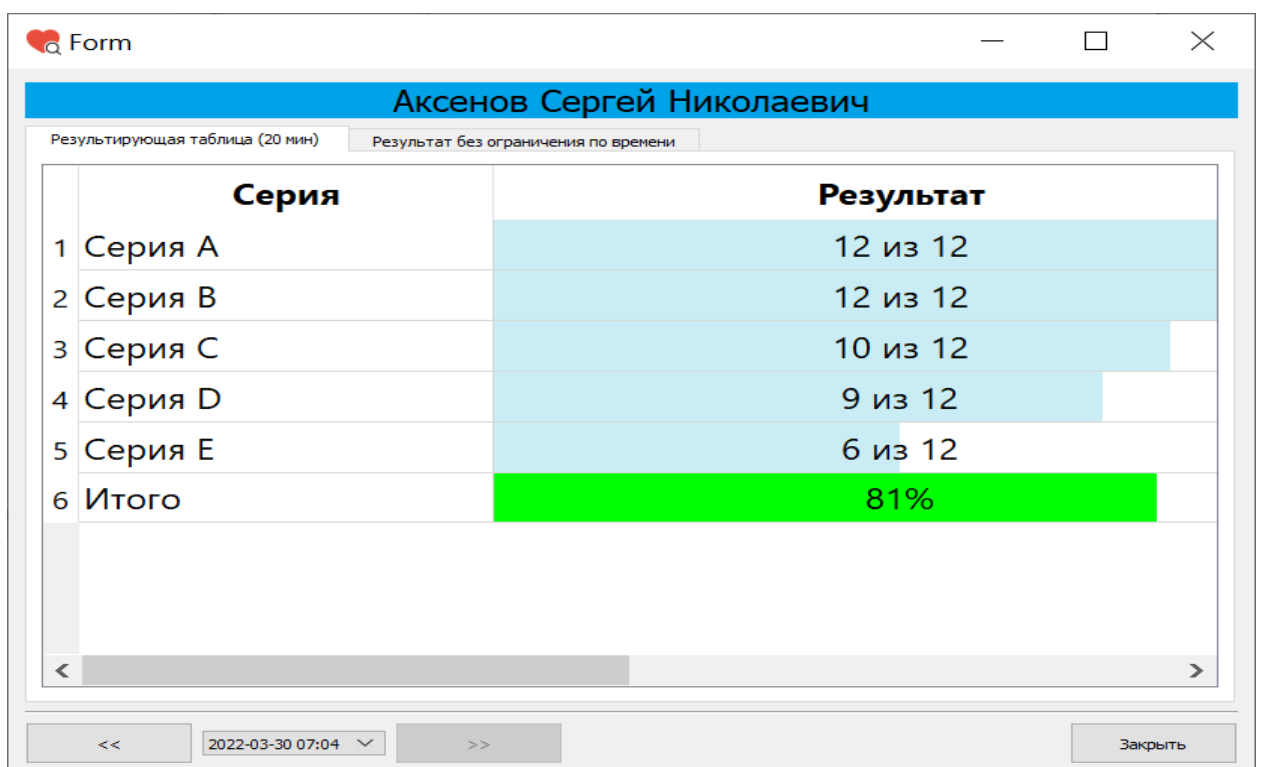 Form
Аксенов Сергей Николаевич
Результирующая таблица (20 мин) Результат без ограничения по времени
Серия Результат
1 Серия A 12 из 12
2 Серия B 12 из 12
3 Серия C 10 из 12
4 Серия D 9 из 12
5 Серия E 6 из 12
6 Итого 81%
<< 2022-03-30 07:04 >> Закрыть